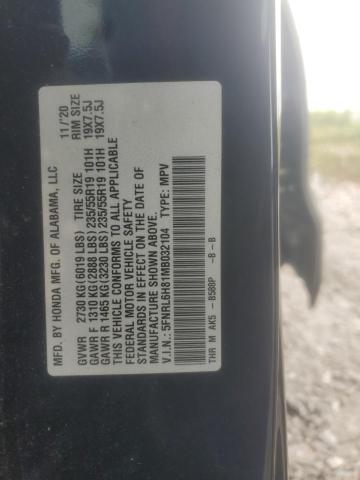 MFD. BY HONDA MFG. OF ALABAMA, LLC 11/'20
GVWR 2730 KG(6019 LBS) TIRE SIZE RIM SIZE
GAWR F 1310 KG(2888 LBS)235/55R19 101H 19X7.5J
GAWR R 1465 KG(3230 LBS)235/55R19 101H 19X7.5J
THIS VEHICLE CONFORMS TO ALL APPLICABLE
FEDERAL MOTOR VEHICLE SAFETY
STANDARDS IN EFFECT ON THE DATE OF
MANUFACTURE SHOWN ABOVE.
V.I.N.: 5FNRL6H81MB032104 TYPE: MPV
THR M AK5 - B588P -B -B